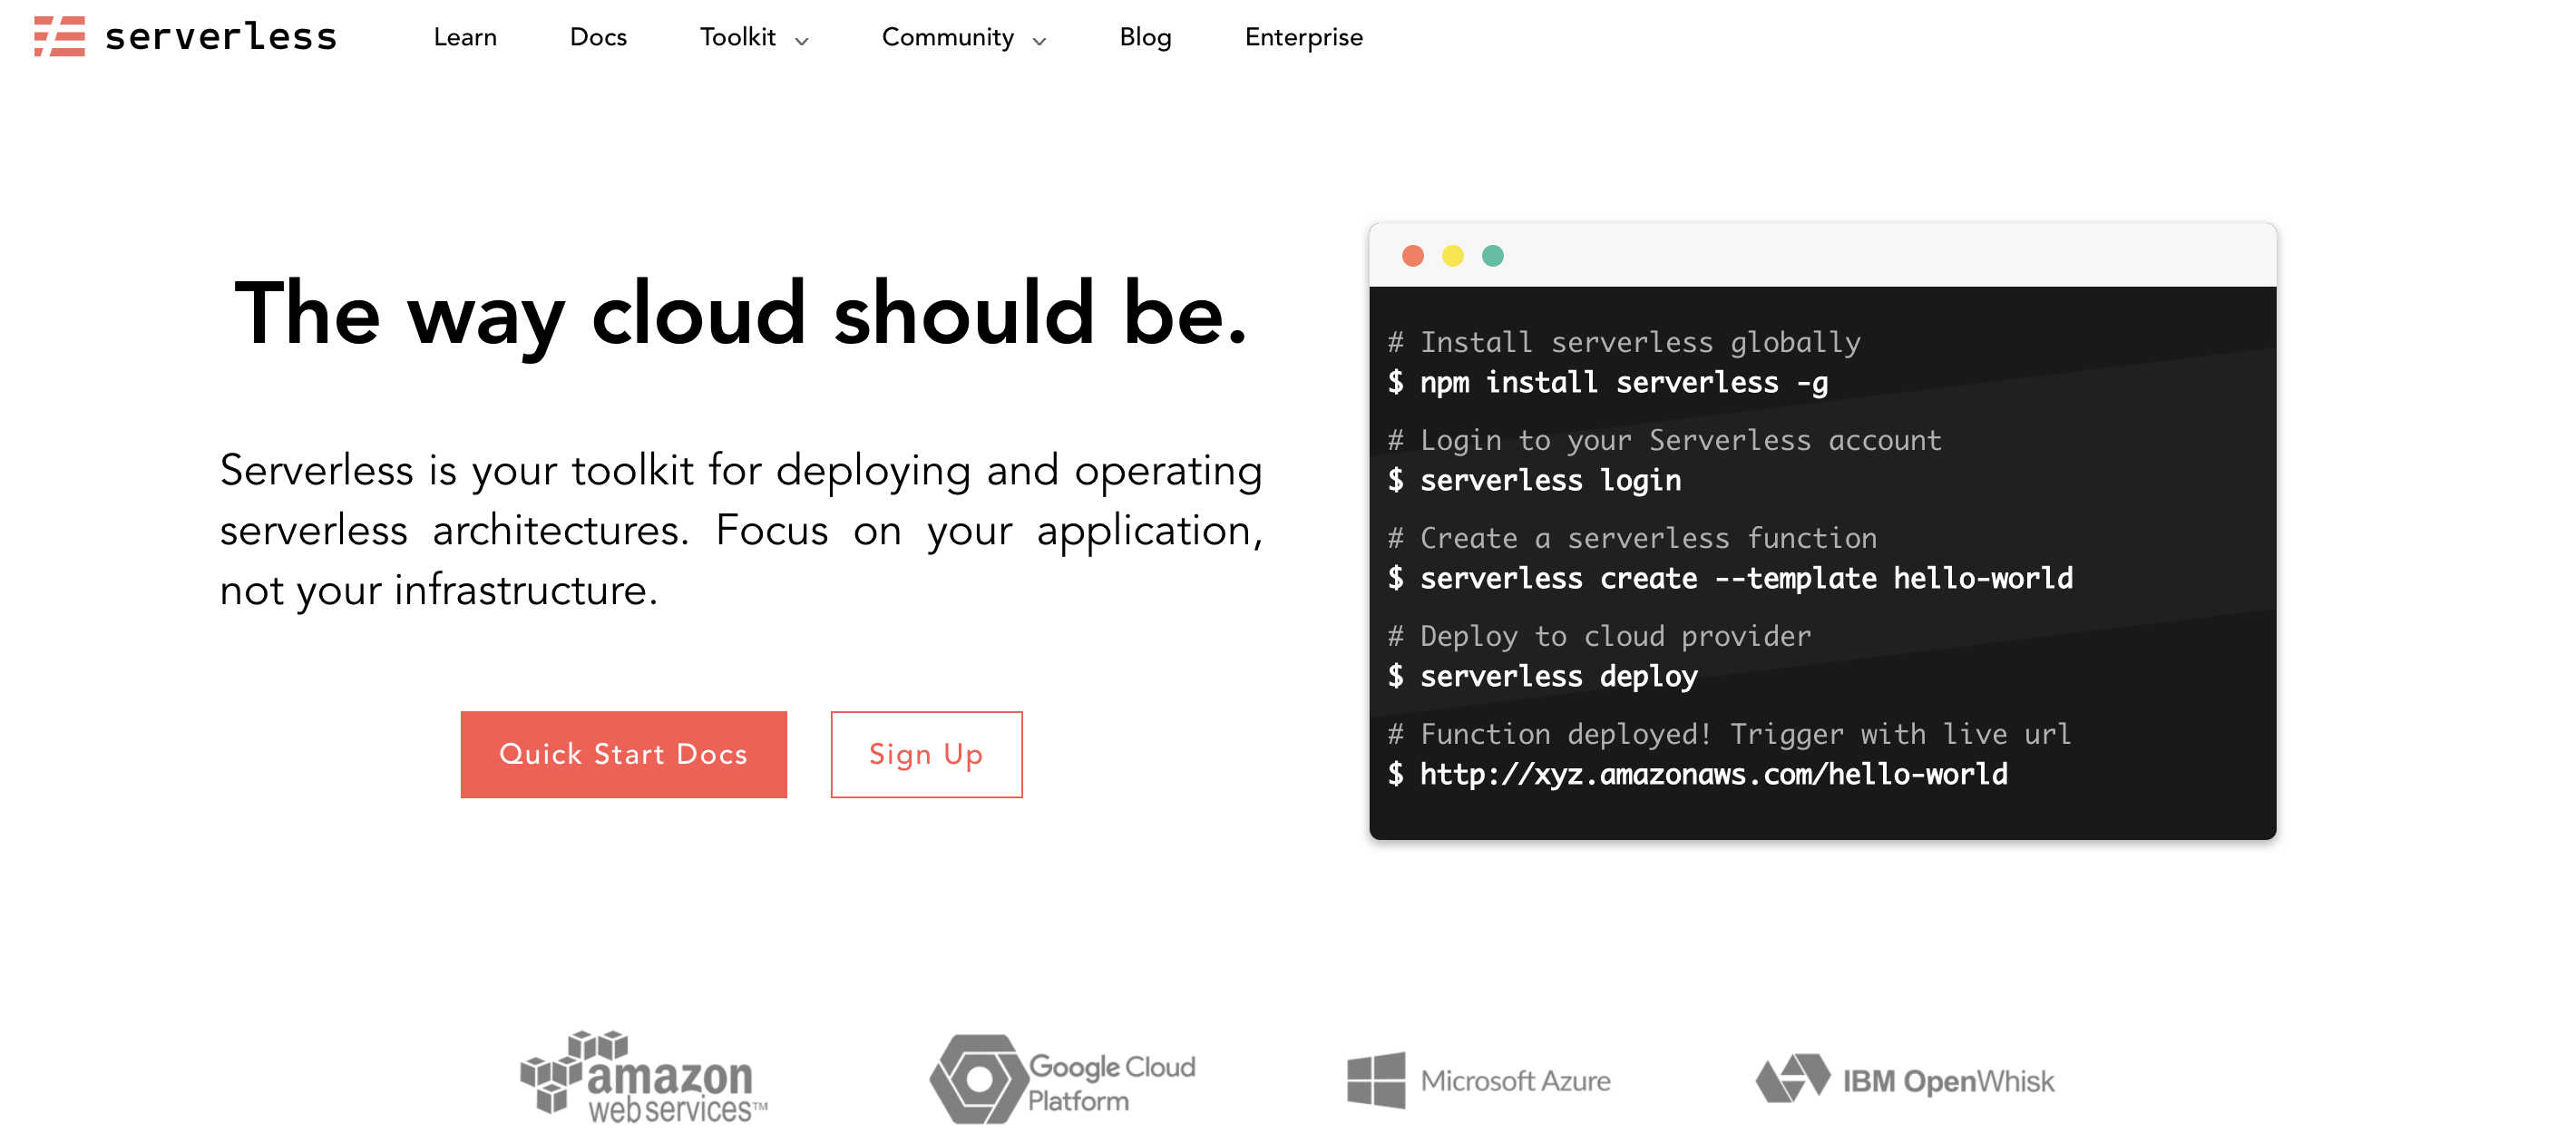 serverless
Learn
Docs
Toolkit
Community
Blog
Enterprise
The way cloud should be.
Serverless is your toolkit for deploying and operating
serverless architectures. Focus on your application,
not your infrastructure.
Quick Start Docs
Sign Up
# Install serverless globally
$ npm install serverless -g
# Login to your Serverless account
$ serverless login
# Create a serverless function
$ serverless create --template hello-world
# Deploy to cloud provider
$ serverless deploy
# Function deployed! Trigger with live url
$ http://xyz.amazonaws.com/hello-world
amazon
web services™
Google Cloud
Platform
Microsoft Azure
IBM OpenWhisk